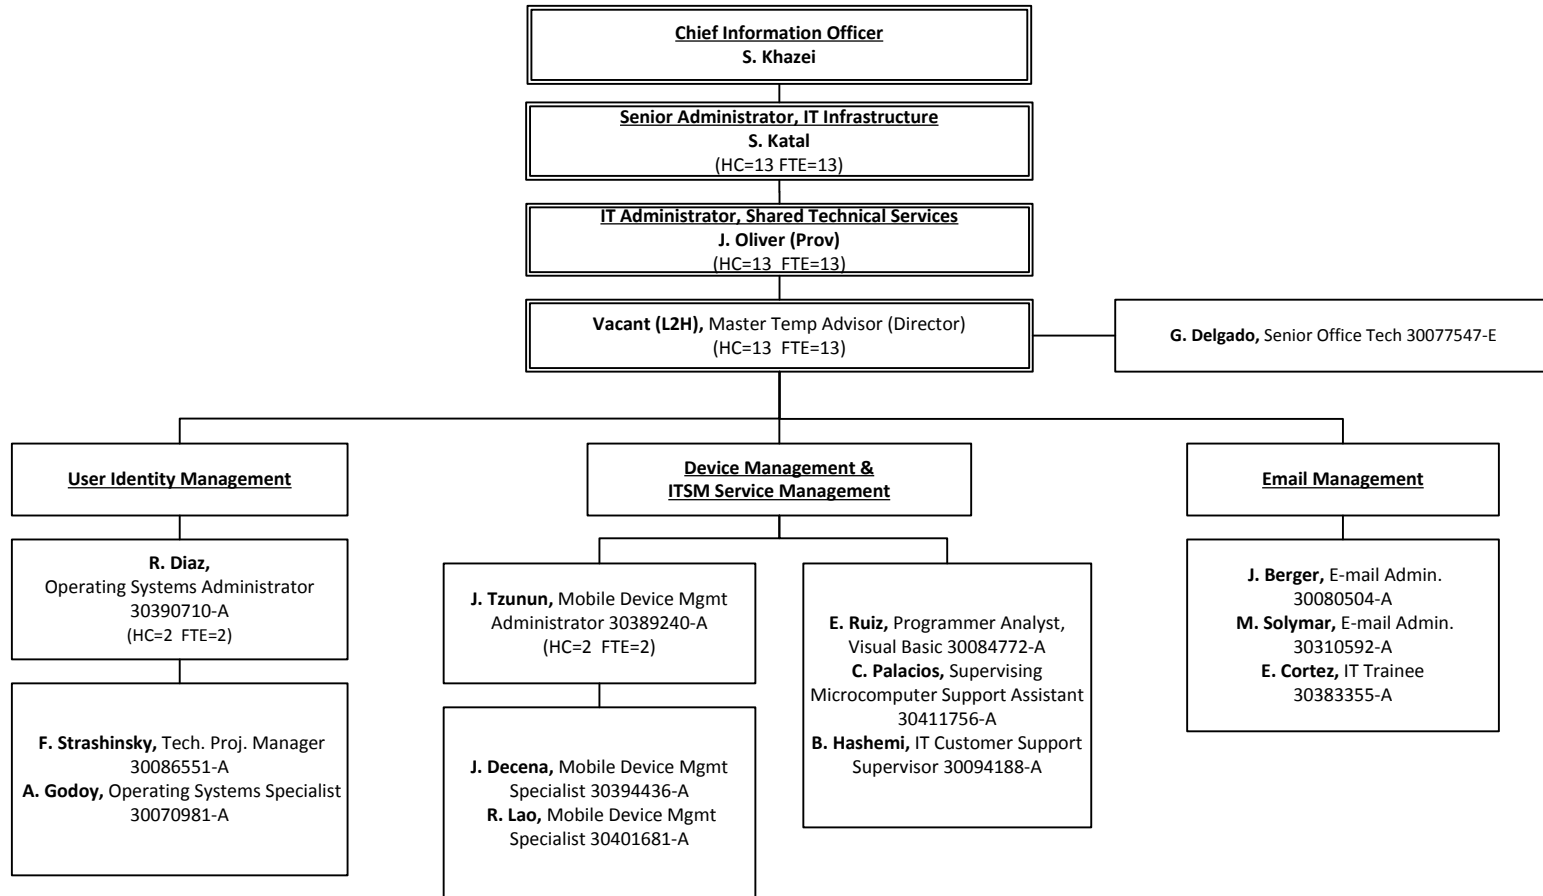 Chief Information Officer
S. Khazei
Senior Administrator, IT Infrastructure
S. Katal
(HC=13 FTE=13)
IT Administrator, Shared Technical Services
J. Oliver (Prov)
(HC=13  FTE=13)
Vacant (L2H), Master Temp Advisor (Director)
(HC=13  FTE=13)
G. Delgado, Senior Office Tech 30077547-E
User Identity Management
R. Diaz,
Operating Systems Administrator
30390710-A
(HC=2  FTE=2)
F. Strashinsky, Tech. Proj. Manager
30086551-A
A. Godoy, Operating Systems Specialist
30070981-A
Device Management &
ITSM Service Management
J. Tzunun, Mobile Device Mgmt
Administrator 30389240-A
(HC=2  FTE=2)
J. Decena, Mobile Device Mgmt
Specialist 30394436-A
R. Lao, Mobile Device Mgmt
Specialist 30401681-A
E. Ruiz, Programmer Analyst,
Visual Basic 30084772-A
C. Palacios, Supervising
Microcomputer Support Assistant
30411756-A
B. Hashemi, IT Customer Support
Supervisor 30094188-A
Email Management
J. Berger, E-mail Admin.
30080504-A
M. Solymar, E-mail Admin.
30310592-A
E. Cortez, IT Trainee
30383355-A